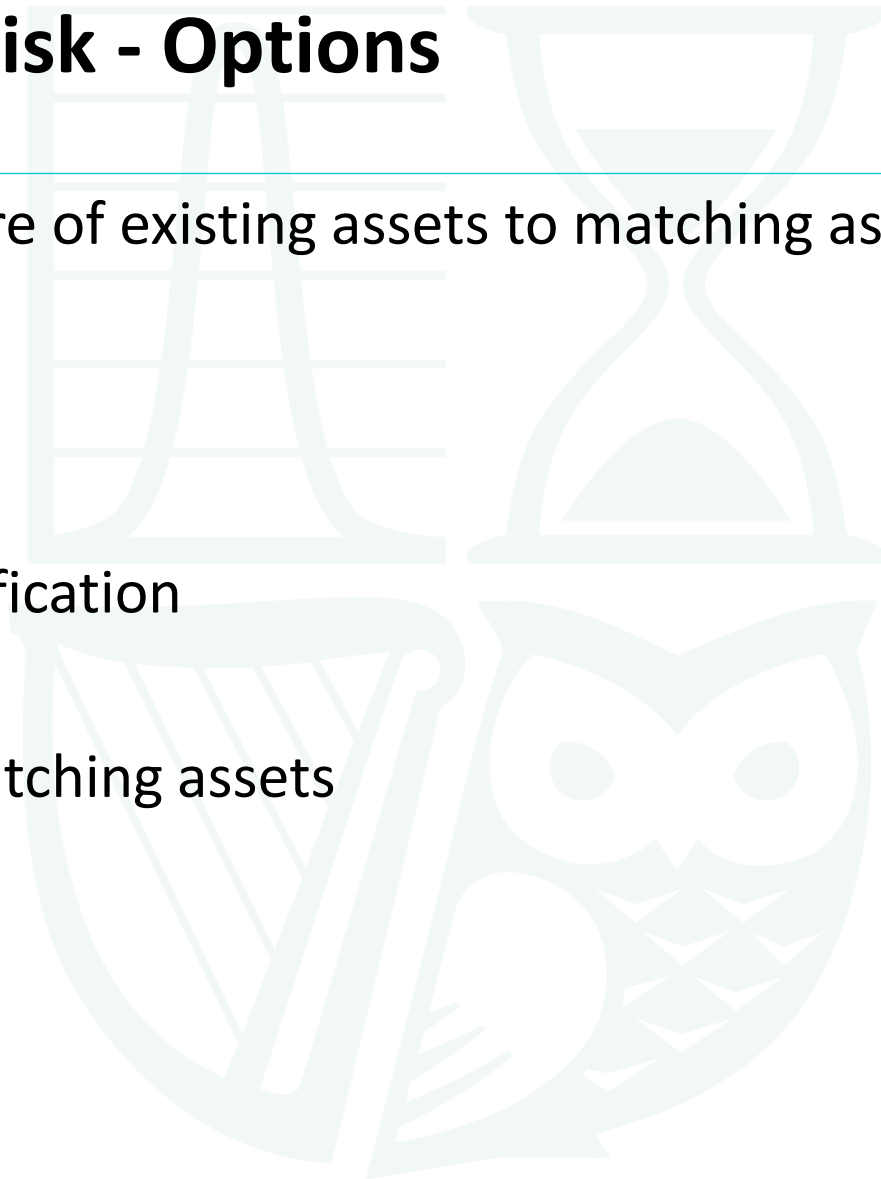 isk - Options
re of existing assets to matching as
fication
tching assets